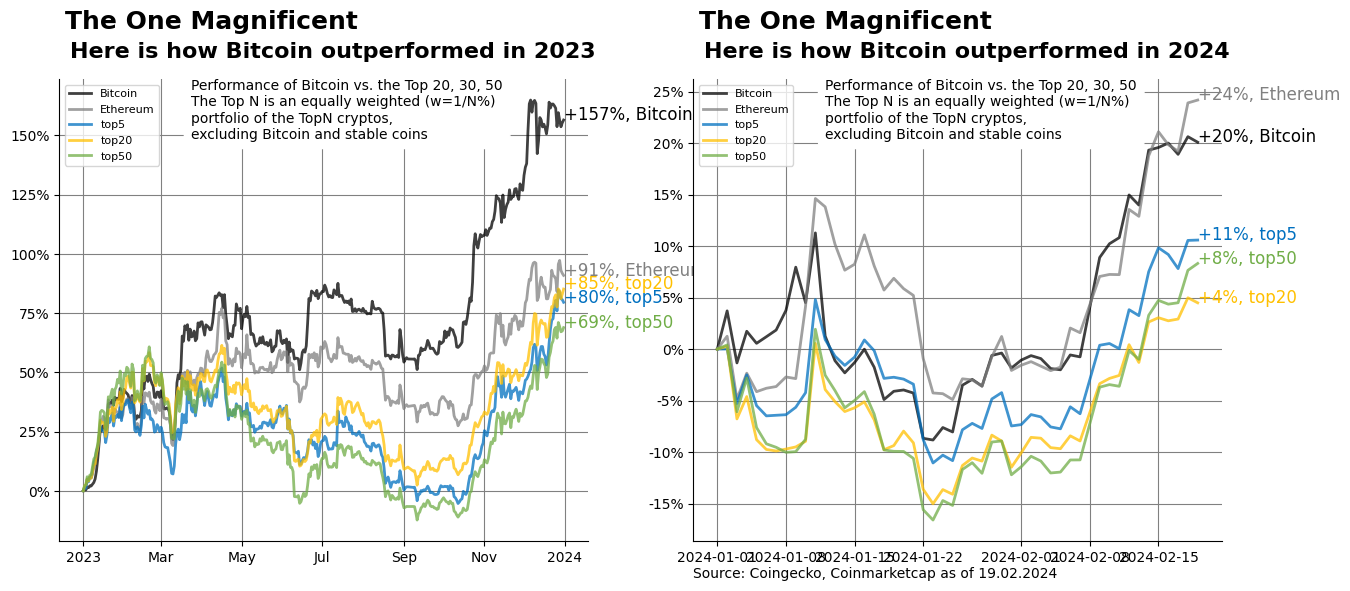 The One Magnificent
Here is how Bitcoin outperformed in 2023
Bitcoin
Ethereum
top5
top20
top50
Performance of Bitcoin vs. the Top 20, 30, 50
The Top N is an equally weighted (w=1/N%)
portfolio of the TopN cryptos,
excluding Bitcoin and stable coins
+157%, Bitcoin
+91%, Ethereum
+85%, top20
+80%, top5
+69%, top50
150%
125%
100%
75%
50%
25%
0%
2023
Mar
May
Jul
Sep
Nov
2024
The One Magnificent
Here is how Bitcoin outperformed in 2024
Bitcoin
Ethereum
top5
top20
top50
Performance of Bitcoin vs. the Top 20, 30, 50
The Top N is an equally weighted (w=1/N%)
portfolio of the TopN cryptos,
excluding Bitcoin and stable coins
+24%, Ethereum
+20%, Bitcoin
+11%, top5
+8%, top50
+4%, top20
25%
20%
15%
10%
5%
0%
-5%
-10%
-15%
2024-01-01
2024-01-08
2024-01-15
2024-01-22
2024-02-01
2024-02-08
2024-02-15
Source: Coingecko, Coinmarketcap as of 19.02.2024